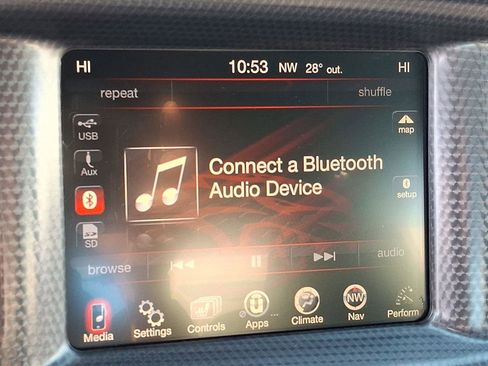 HI 10:53 NW 28° out. HI
repeat shuffle
USB
map
Aux
Connect a Bluetooth
Audio Device
setup
SD
browse audio
Media Settings Controls Apps Climate Nav Perform
NW